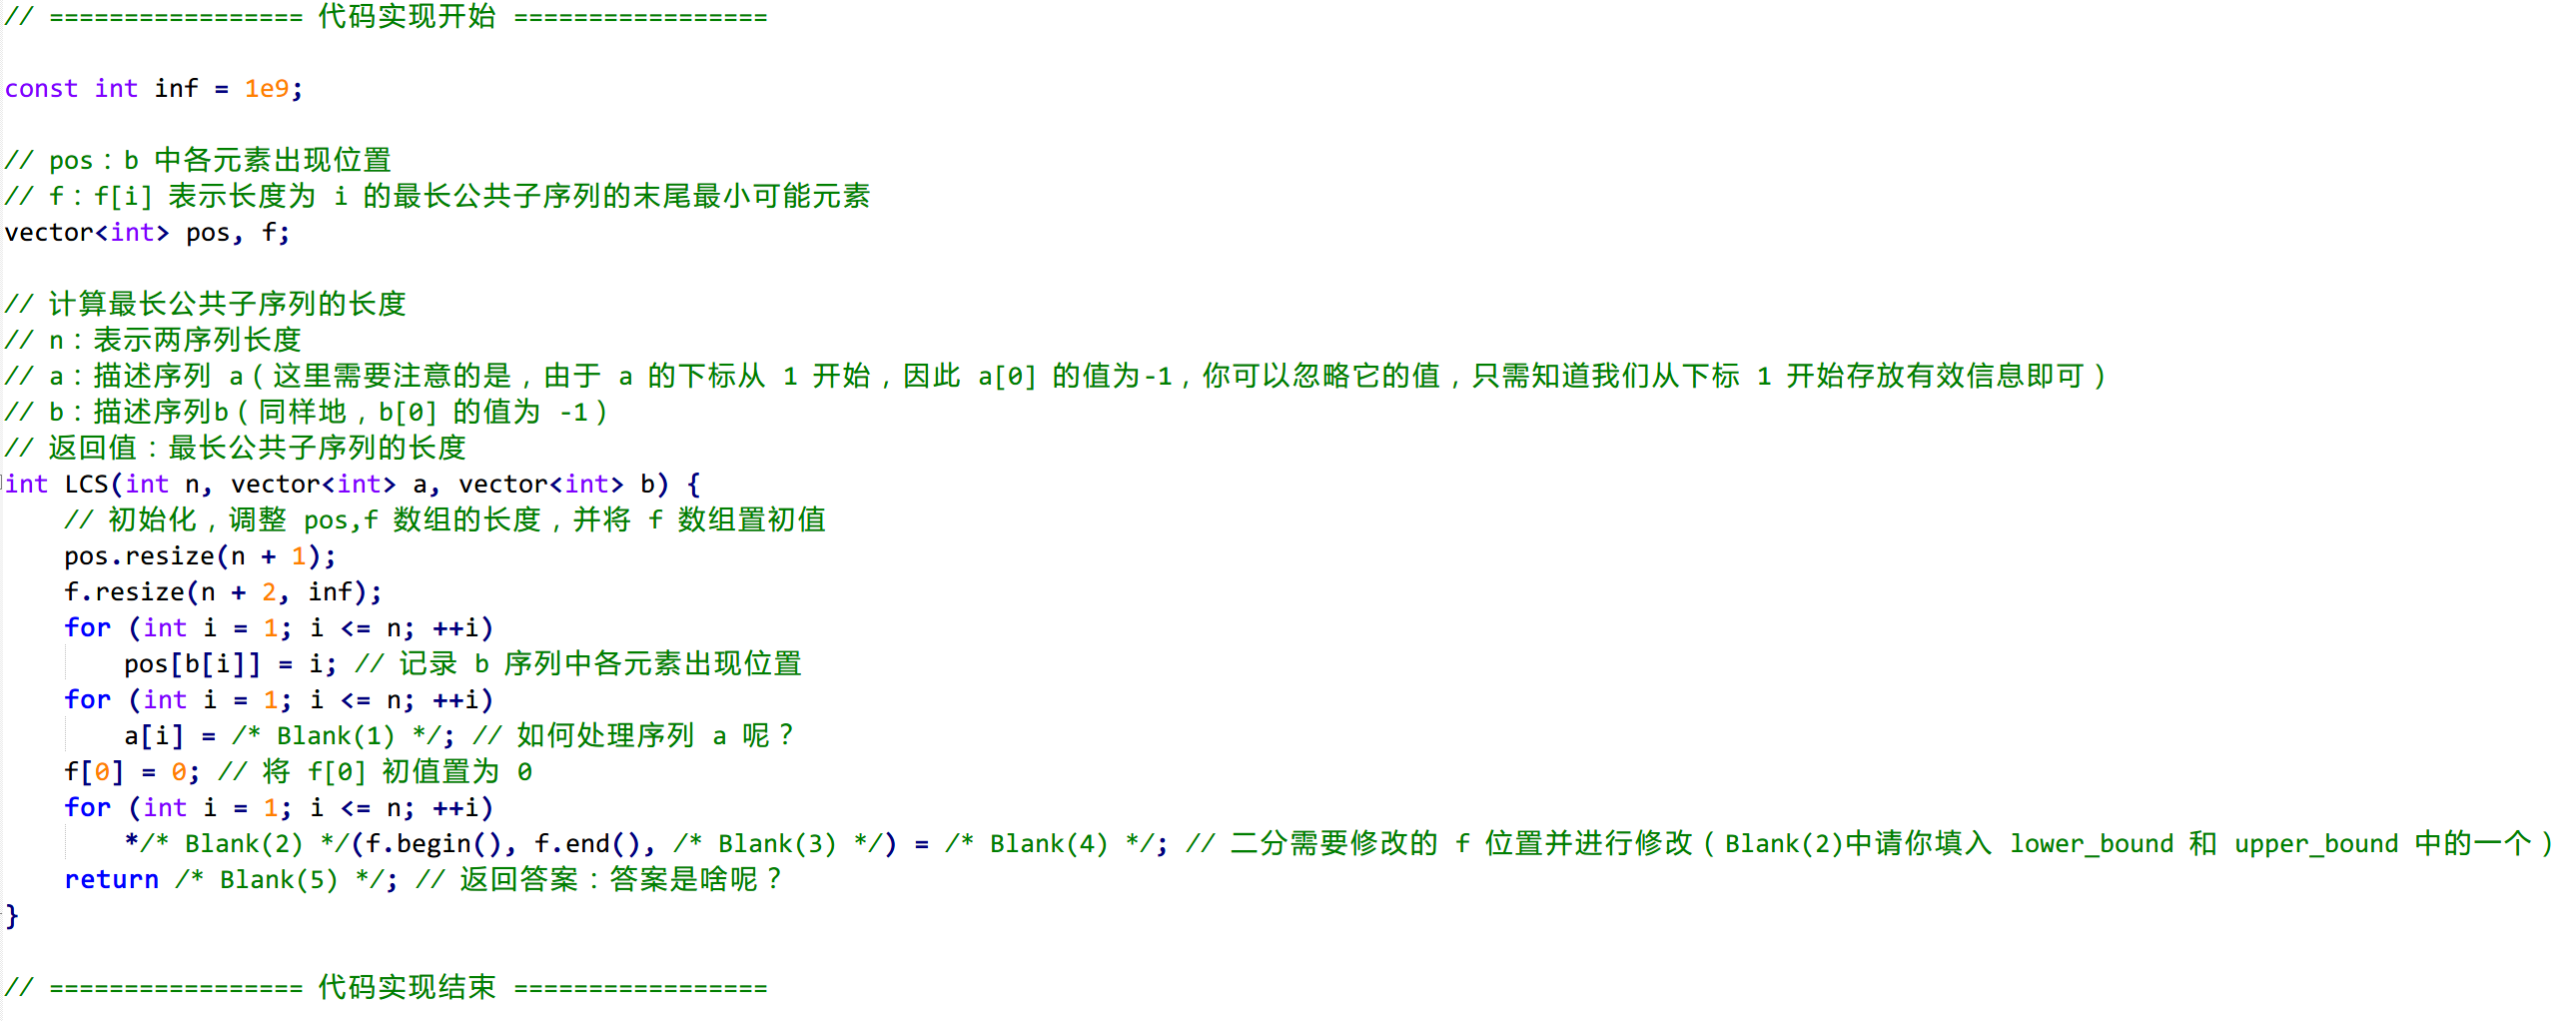 // ================= 代码实现开始 =================
const int inf = 1e9;
// pos：b 中各元素出现位置
// f：f[i] 表示长度为 i 的最长公共子序列的末尾最小可能元素
vector<int> pos, f;
// 计算最长公共子序列的长度
// n：表示两序列长度
// a：描述序列 a（这里需要注意的是，由于 a 的下标从 1 开始，因此 a[0] 的值为-1，你可以忽略它的值，只需知道我们从下标 1 开始存放有效信息即可）
// b：描述序列b（同样地，b[0] 的值为 -1）
// 返回值：最长公共子序列的长度
int LCS(int n, vector<int> a, vector<int> b) {
    // 初始化，调整 pos,f 数组的长度，并将 f 数组置初值
    pos.resize(n + 1);
    f.resize(n + 2, inf);
    for (int i = 1; i <= n; ++i)
        pos[b[i]] = i; // 记录 b 序列中各元素出现位置
    for (int i = 1; i <= n; ++i)
        a[i] = /* Blank(1) */; // 如何处理序列 a 呢？
    f[0] = 0; // 将 f[0] 初值置为 0
    for (int i = 1; i <= n; ++i)
        */* Blank(2) */(f.begin(), f.end(), /* Blank(3) */) = /* Blank(4) */; // 二分需要修改的 f 位置并进行修改（Blank(2)中请你填入 lower_bound 和 upper_bound 中的一个）
    return /* Blank(5) */; // 返回答案：答案是啥呢？
}
// ================= 代码实现结束 =================